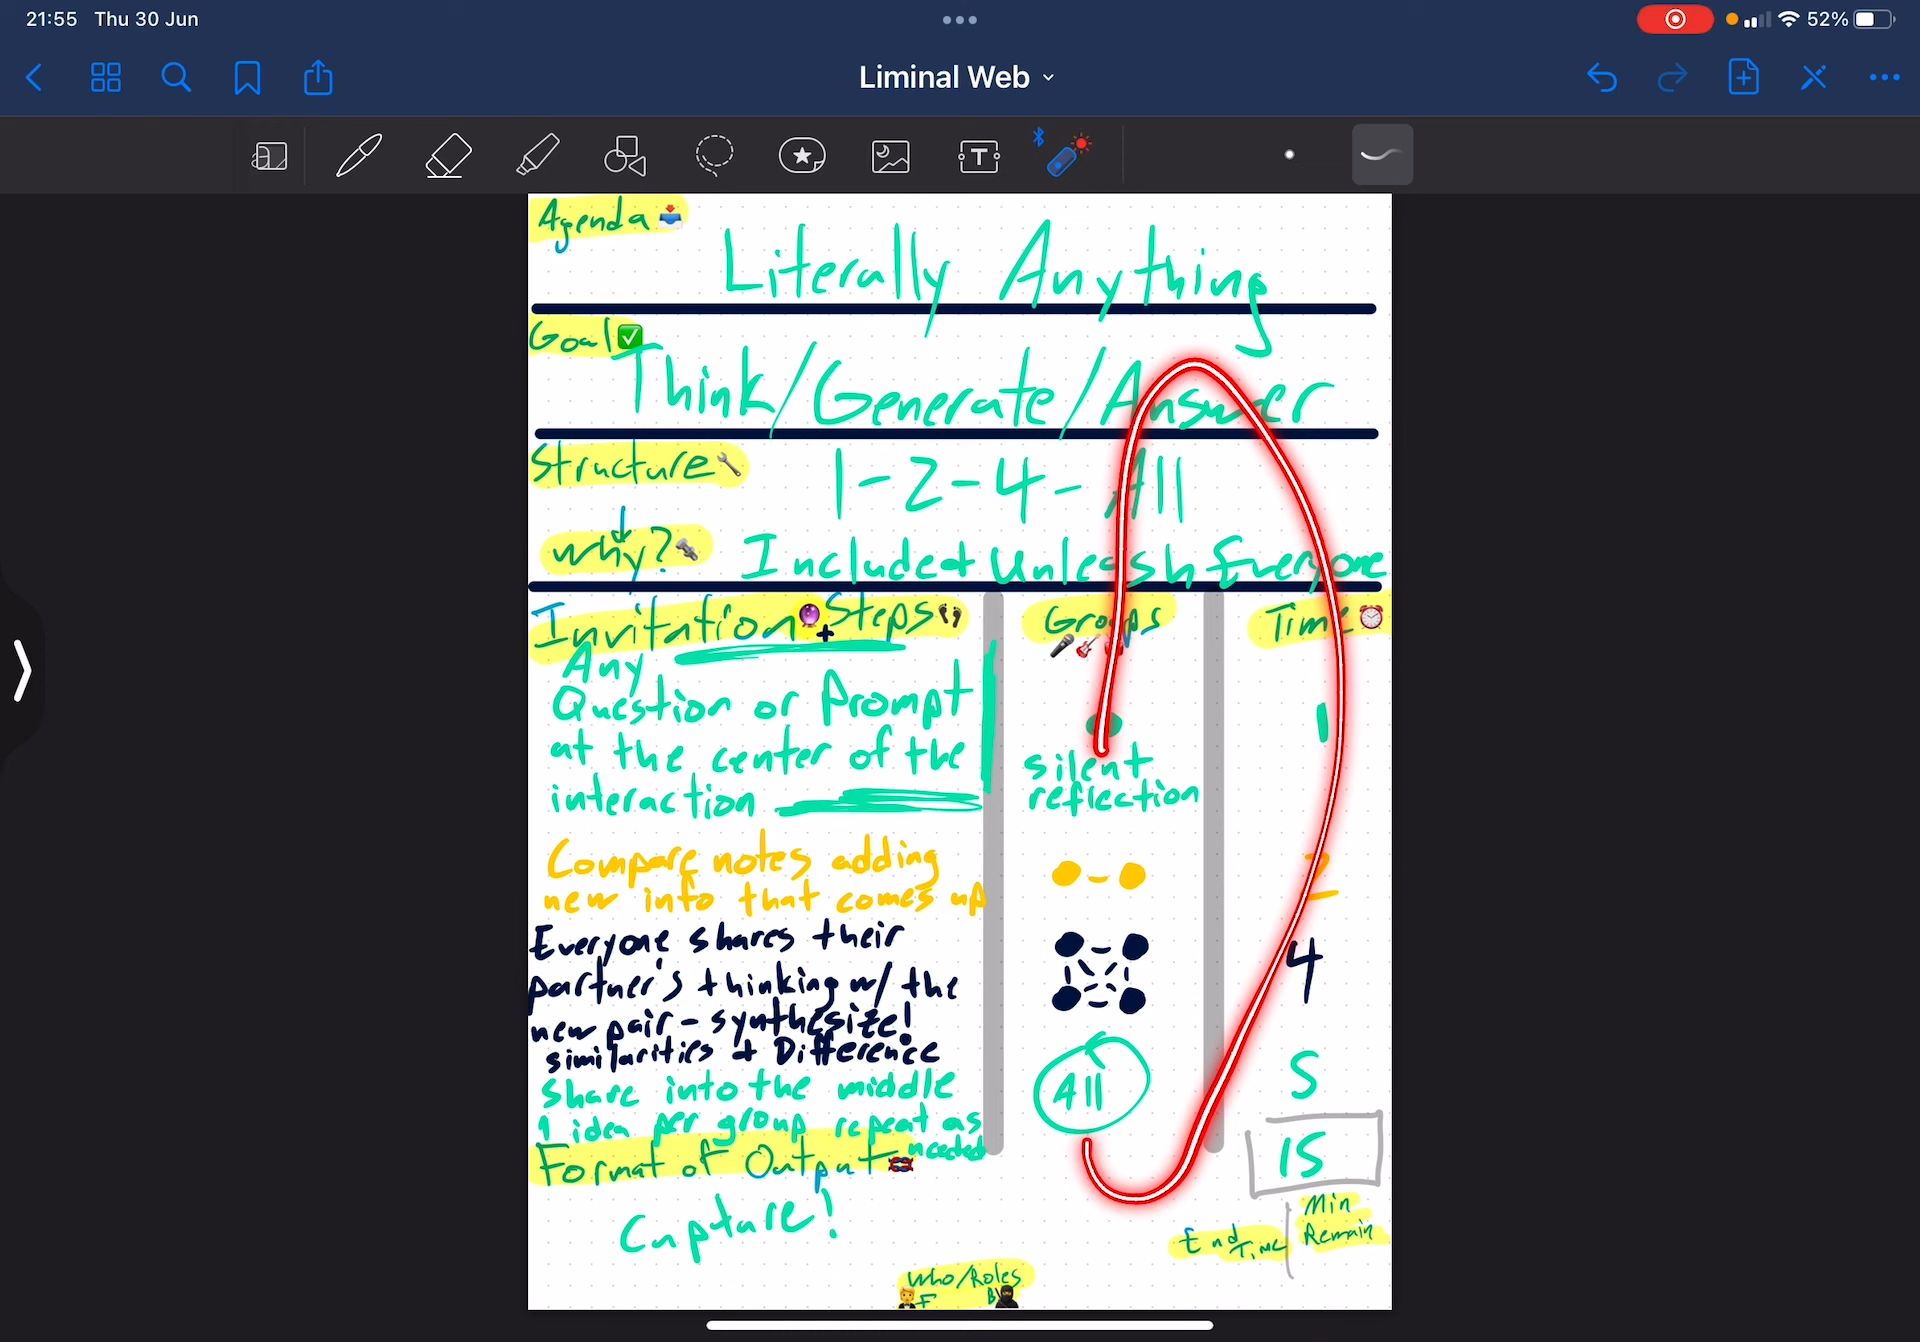 21:55 Thu 30 Jun
52%
Liminal Web
T
Agenda
Literally Anything
Goal
Think/Generate/Answer
Structure
1-2-4-All
why?
Include + Unleash Everyone
Invitation + Steps
Groups
Time
Any
Question or Prompt
at the center of the
interaction
silent
reflection
1
Compare notes adding
new info that comes up
2
Everyone shares their
partner's thinking w/ the
new pair - synthesize!
similarities + Difference
4
Share into the middle
1 idea per group repeat as
needed
All
5
15
Format of Output
Capture!
End Time
Min
Remain
Who/Roles
F
B